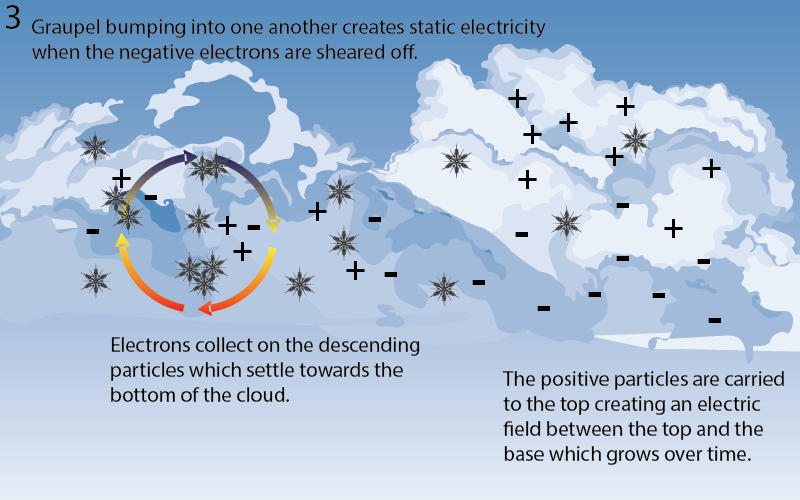 3
Graupel bumping into one another creates static electricity
when the negative electrons are sheared off.
Electrons collect on the descending
particles which settle towards the
bottom of the cloud.
The positive particles are carried
to the top creating an electric
field between the top and the
base which grows over time.